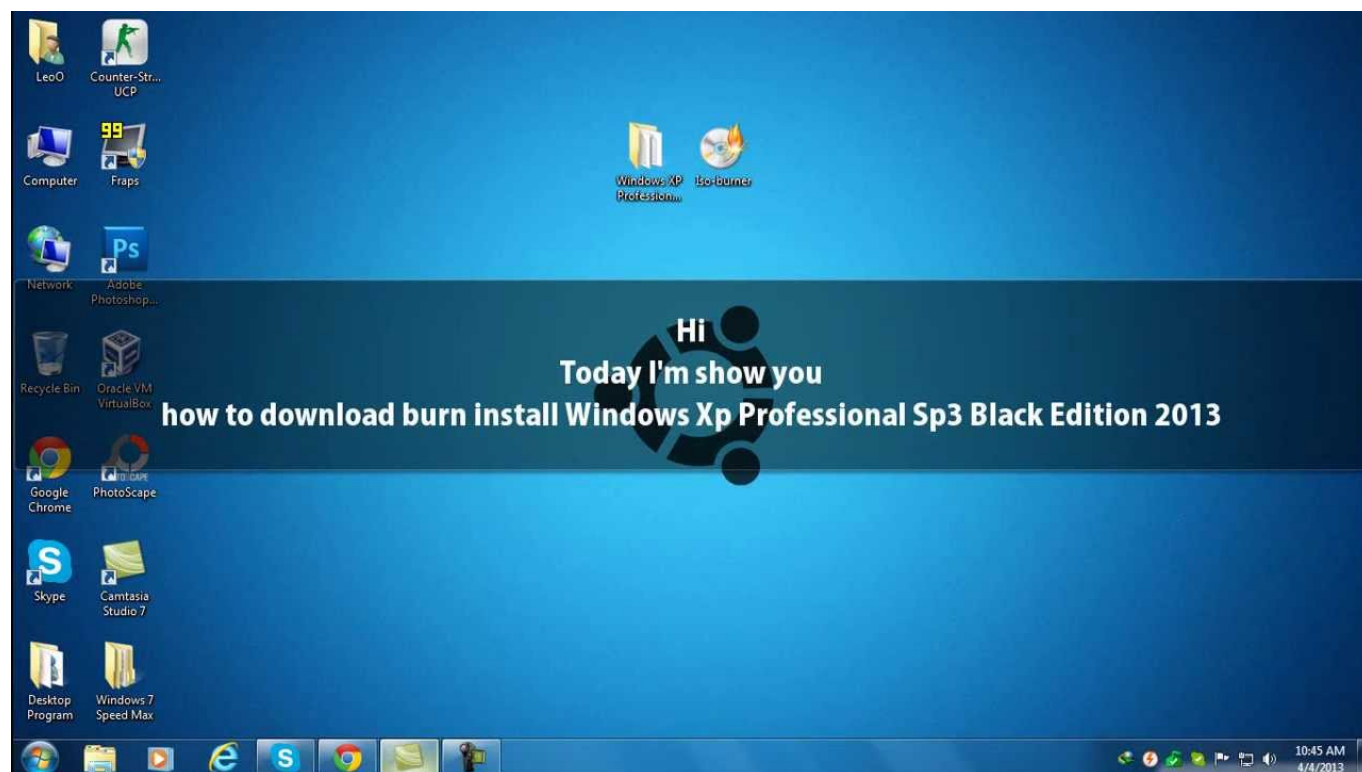 LeoO
Counter-Str...
UCP
Computer
99
Fraps
Windows XP
Profession...
Iso-burner
Network
Ps
Adobe
Photoshop...
Hi
Today I'm show you
how to download burn install Windows Xp Professional Sp3 Black Edition 2013
Recycle Bin
Oracle VM
VirtualBox
Google
Chrome
PhotoScape
S
Skype
Camtasia
Studio 7
Desktop
Program
Windows 7
Speed Max
S
10:45 AM
4/4/2013